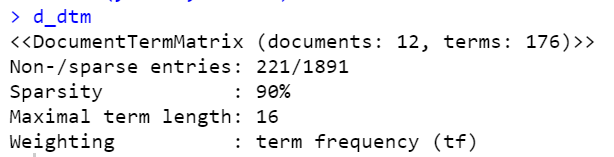 > d_dtm
<<DocumentTermMatrix (documents: 12, terms: 176)>>
Non-/sparse entries: 221/1891
Sparsity           : 90%
Maximal term length: 16
Weighting          : term frequency (tf)